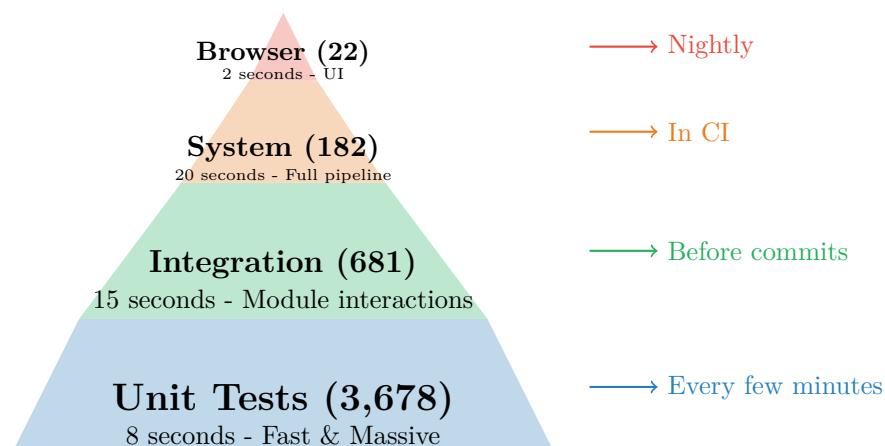 Browser (22)
2 seconds - UI
Nightly
System (182)
20 seconds - Full pipeline
In CI
Integration (681)
15 seconds - Module interactions
Before commits
Unit Tests (3,678)
8 seconds - Fast & Massive
Every few minutes